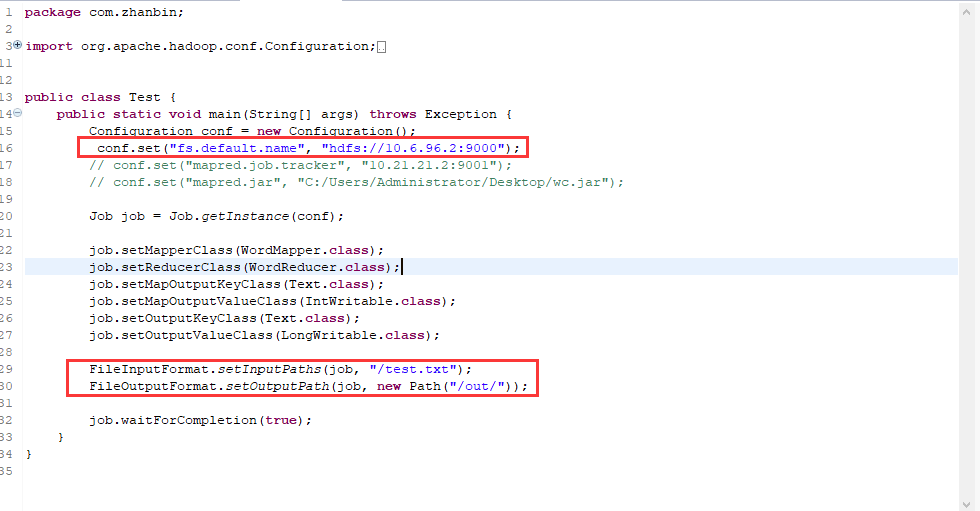 1 package com.zhanbin;
2
3 import org.apache.hadoop.conf.Configuration;
11
12
13 public class Test {
14     public static void main(String[] args) throws Exception {
15         Configuration conf = new Configuration();
16          conf.set("fs.default.name", "hdfs://10.6.96.2:9000");
17         // conf.set("mapred.job.tracker", "10.21.21.2:9001");
18         // conf.set("mapred.jar", "C:/Users/Administrator/Desktop/wc.jar");
19
20         Job job = Job.getInstance(conf);
21
22         job.setMapperClass(WordMapper.class);
23         job.setReducerClass(WordReducer.class);
24         job.setMapOutputKeyClass(Text.class);
25         job.setMapOutputValueClass(IntWritable.class);
26         job.setOutputKeyClass(Text.class);
27         job.setOutputValueClass(LongWritable.class);
28
29         FileInputFormat.setInputPaths(job, "/test.txt");
30         FileOutputFormat.setOutputPath(job, new Path("/out/"));
31
32         job.waitForCompletion(true);
33     }
34 }
35